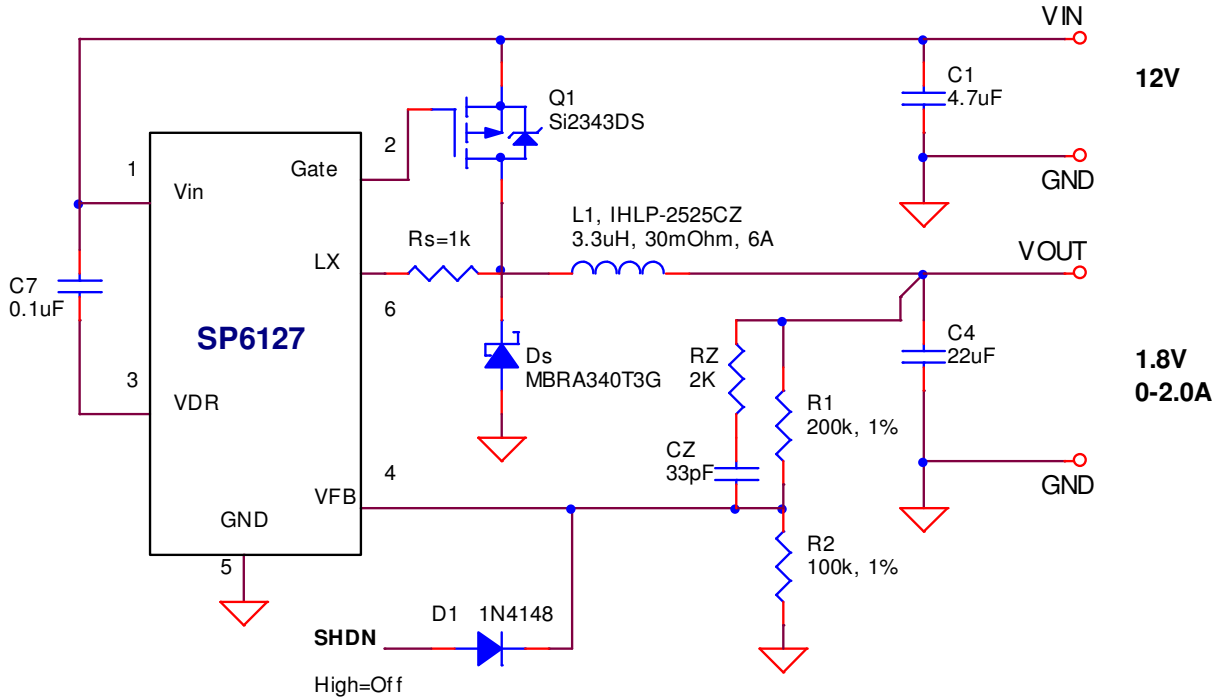 VIN
12V
C1
4.7uF
GND
Q1
Si2343DS
2
1
Gate
Vin
L1, IHLP-2525CZ
3.3uH, 30mOhm, 6A
Rs=1k
VOUT
LX
6
C7
0.1uF
SP6127
Ds
MBRA340T3G
RZ
2K
C4
22uF
1.8V
0-2.0A
3
VDR
R1
200k, 1%
CZ
33pF
4
VFB
GND
GND
5
R2
100k, 1%
D1 1N4148
SHDN
High=Off